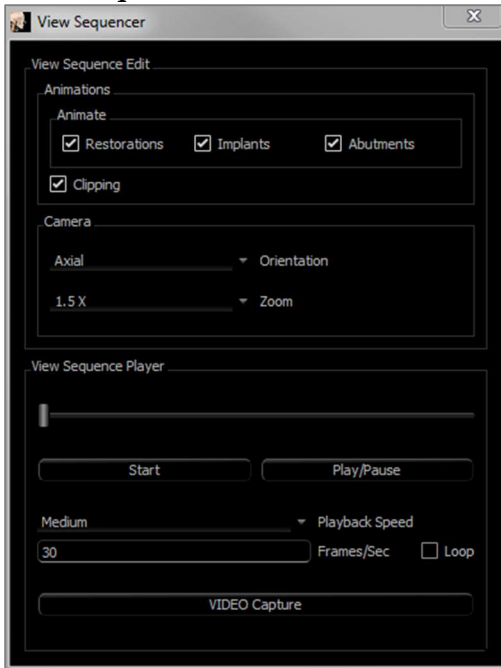 View Sequencer
View Sequence Edit
Animations
Animate
Restorations Implants Abutments
Clipping
Camera
Axial Orientation
1.5 X Zoom
View Sequence Player
Start Play/Pause
Medium Playback Speed
30 Frames/Sec Loop
VIDEO Capture